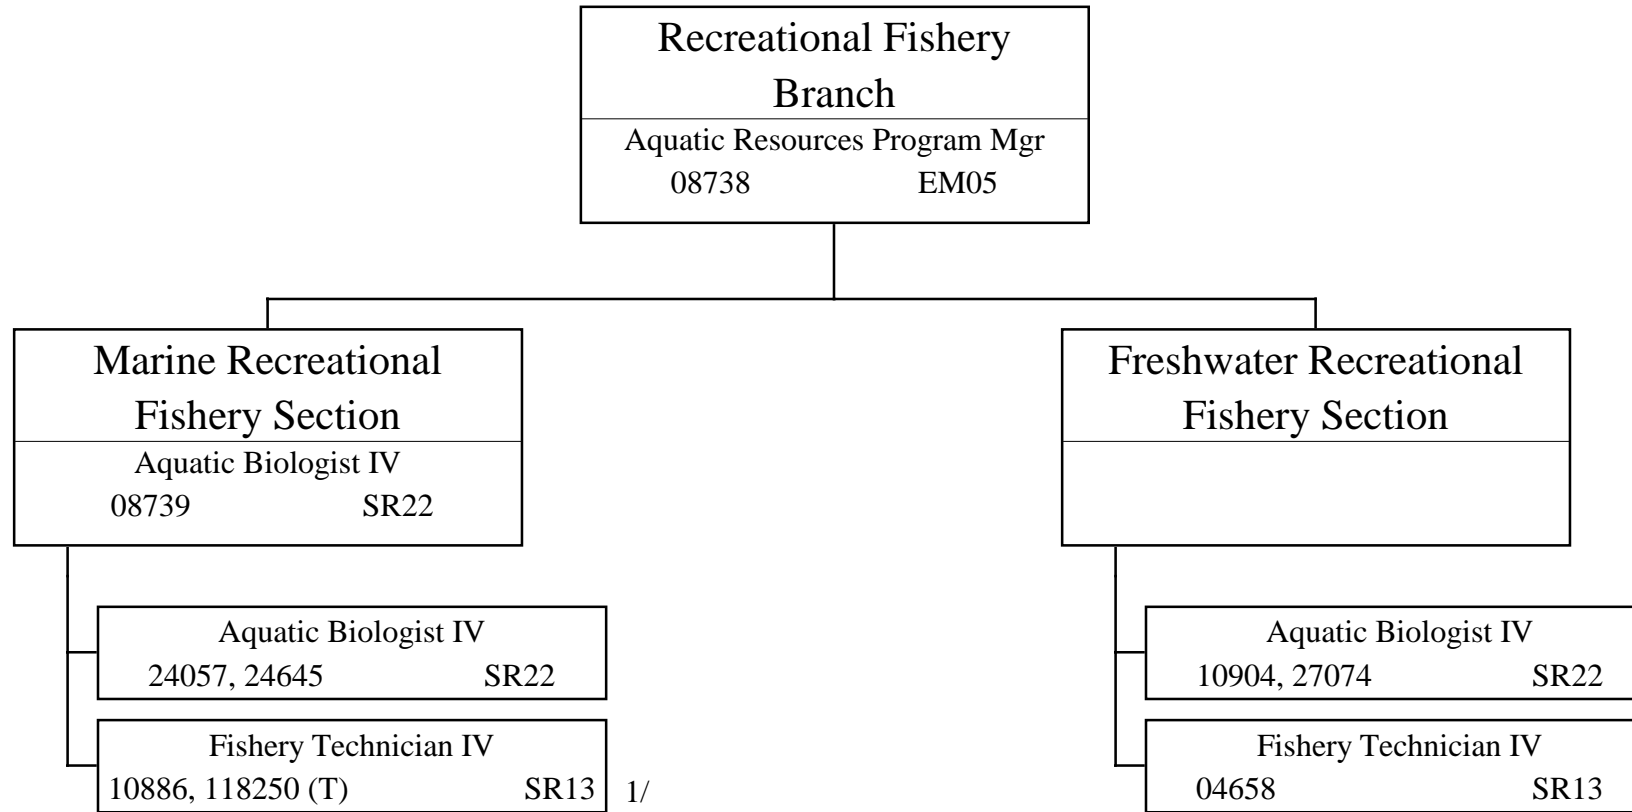 Recreational Fishery
Branch
Aquatic Resources Program Mgr
08738 EM05
Marine Recreational
Fishery Section
Aquatic Biologist IV
08739 SR22
Aquatic Biologist IV
24057, 24645 SR22
Fishery Technician IV
10886, 118250 (T) SR13 1/
Freshwater Recreational
Fishery Section
Aquatic Biologist IV
10904, 27074 SR22
Fishery Technician IV
04658 SR13